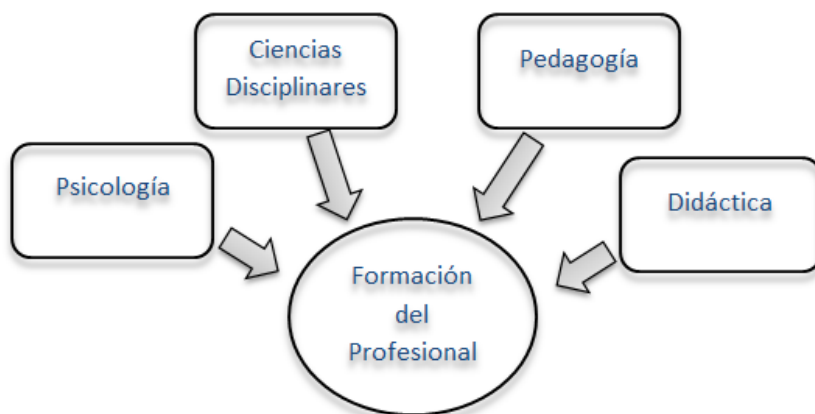 Ciencias
Disciplinares
Pedagogía
Psicología
Didáctica
Formación
del
Profesional